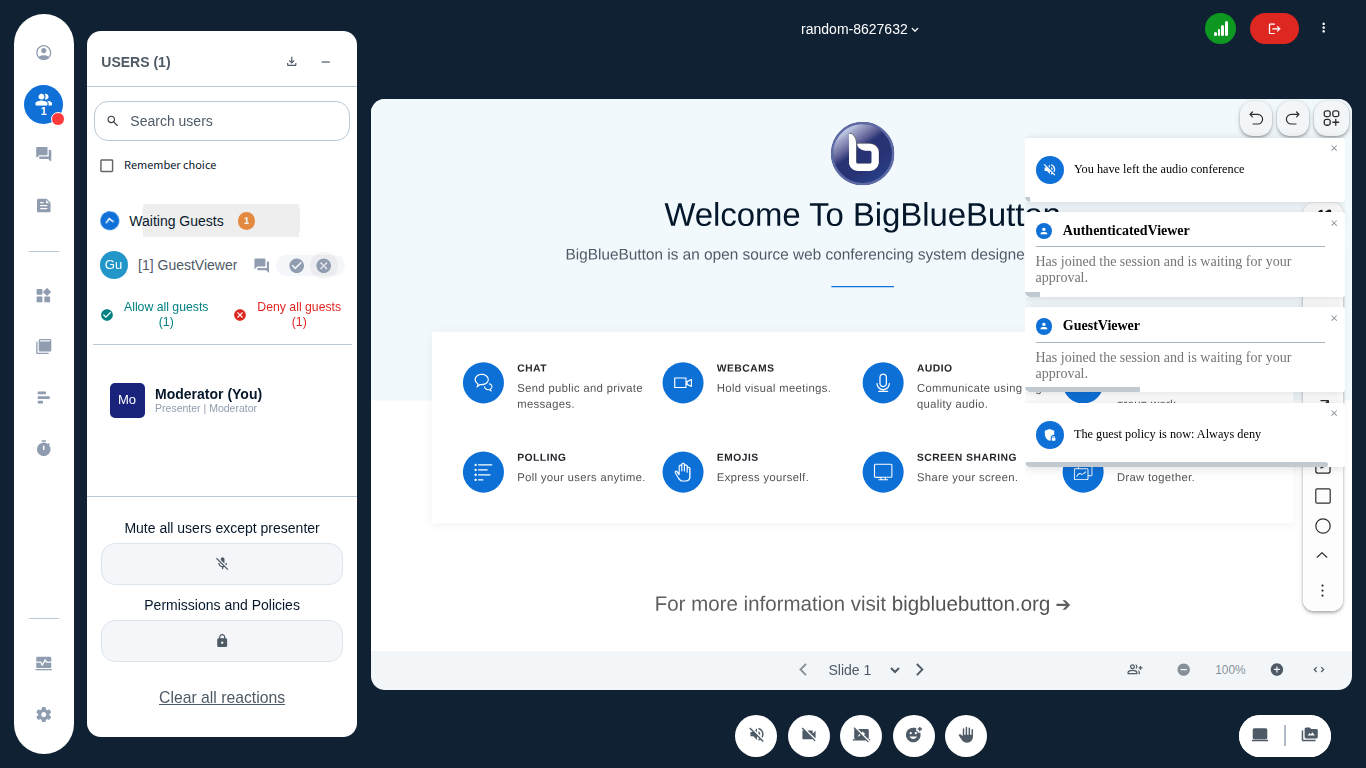 random-8627632
1
USERS (1)
Search users
Remember choice
Waiting Guests 1
Gu [1] GuestViewer
Allow all guests
(1)
Deny all guests
(1)
Mo Moderator (You)
Presenter | Moderator
Mute all users except presenter
Permissions and Policies
Clear all reactions
Welcome To BigBlueButton
BigBlueButton is an open source web conferencing system designe
CHAT
Send public and private
messages.
WEBCAMS
Hold visual meetings.
AUDIO
Communicate using
quality audio.
POLLING
Poll your users anytime.
EMOJIS
Express yourself.
SCREEN SHARING
Share your screen.
Draw together.
For more information visit bigbluebutton.org ➔
You have left the audio conference
AuthenticatedViewer
Has joined the session and is waiting for your
approval.
GuestViewer
Has joined the session and is waiting for your
approval.
The guest policy is now: Always deny
Slide 1
100%